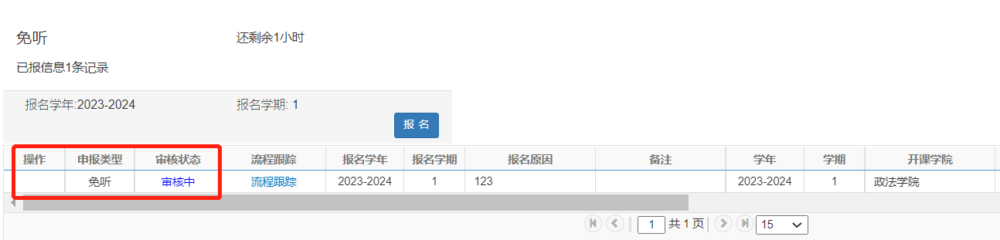 免听 还剩余1小时
已报信息1条记录
报名学年:2023-2024 报名学期: 1
报 名
操作 申报类型 审核状态 流程跟踪 报名学年 报名学期 报名原因 备注 学年 学期 开课学院
免听 审核中 流程跟踪 2023-2024 1 123 2023-2024 1 政法学院
1 共 1 页 15